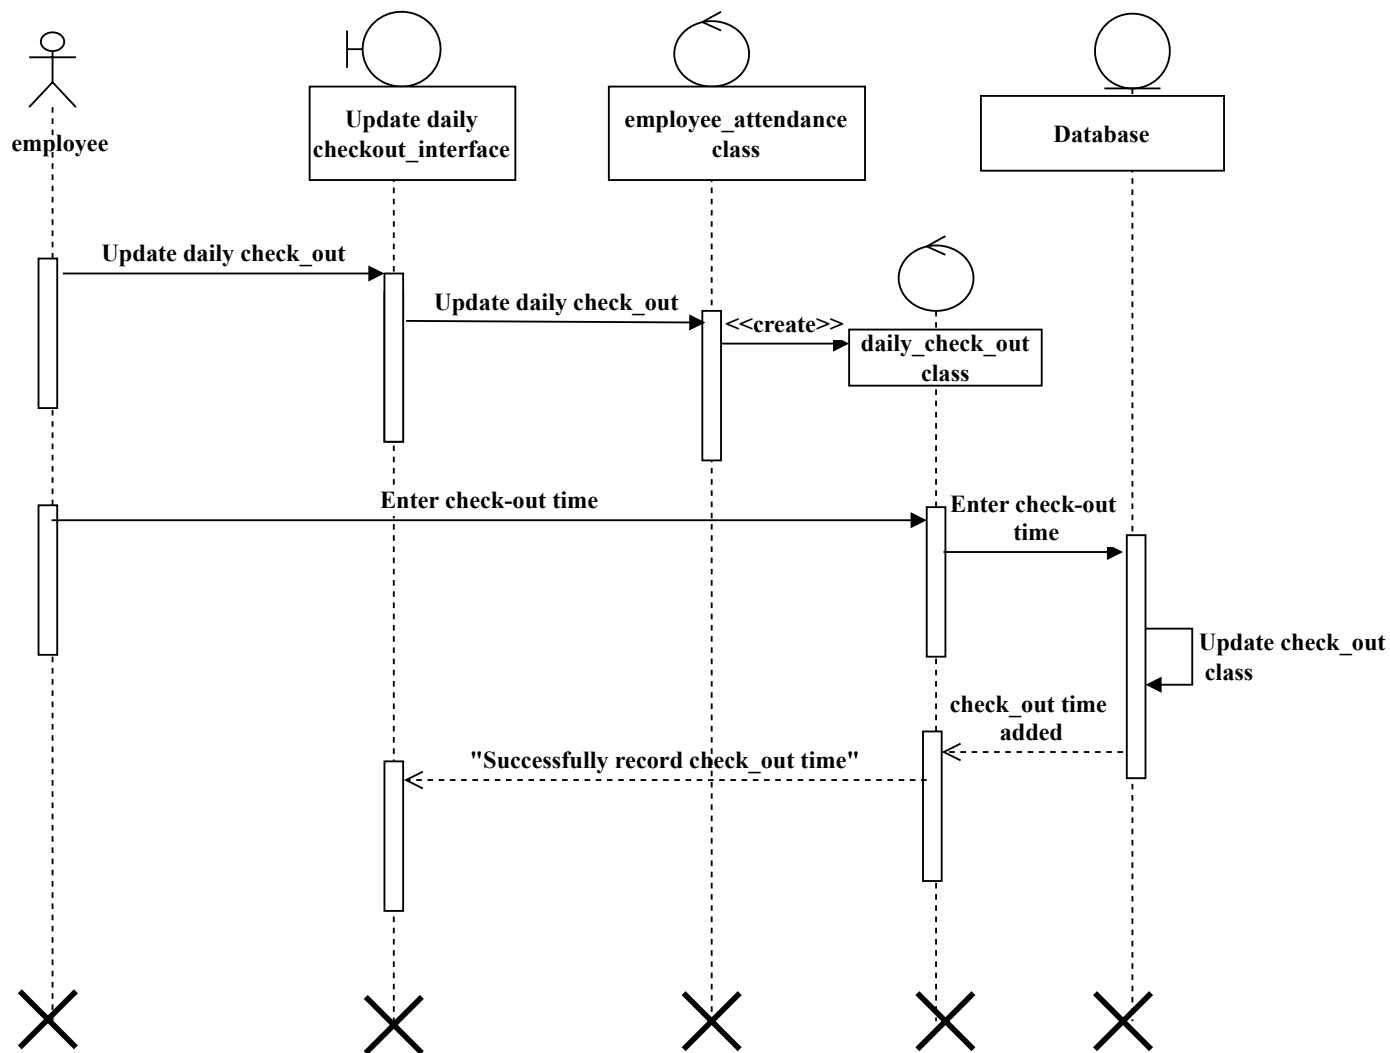 employee
Update daily
checkout_interface
employee_attendance
class
Database
Update daily check_out
Update daily check_out
<<create>>
daily_check_out
class
Enter check-out time
Enter check-out
time
Update check_out
class
check_out time
added
"Successfully record check_out time"